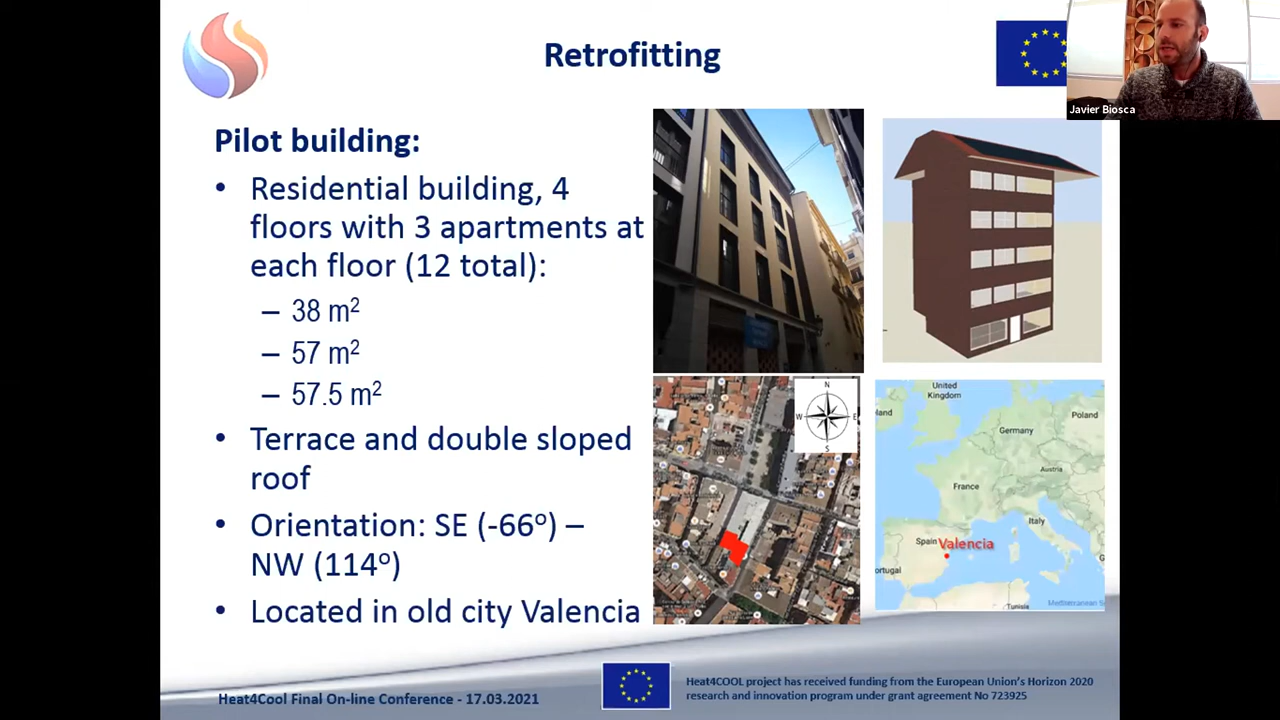 Retrofitting
Javier Biosca
Pilot building:
• Residential building, 4
floors with 3 apartments at
each floor (12 total):
– 38 m²
– 57 m²
– 57.5 m²
• Terrace and double sloped
roof
• Orientation: SE (-66º) –
NW (114º)
• Located in old city Valencia
N
W E
S
United
Kingdom
land
Poland
Germany
Austria
France
Italy
Spain
Valencia
ortugal
Tunisia
Mediterranean S
Heat4Cool Final On-line Conference - 17.03.2021
Heat4COOL project has received funding from the European Union's Horizon 2020
research and innovation program under grant agreement No 723925